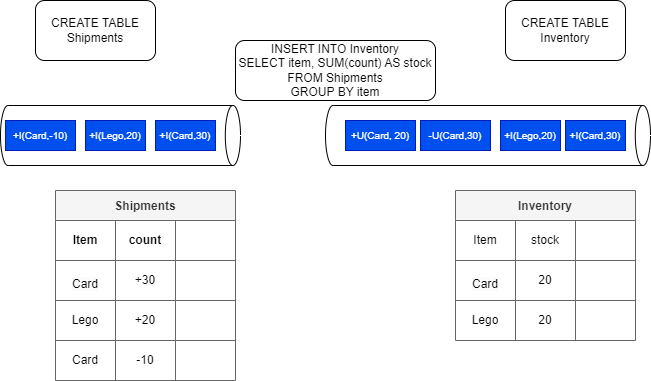 CREATE TABLE
Shipments
CREATE TABLE
Inventory
INSERT INTO Inventory
SELECT item, SUM(count) AS stock
FROM Shipments
GROUP BY item
+I(Card,-10) +I(Lego,20) +I(Card,30)
+U(Card, 20) -U(Card,30) +I(Lego,20) +I(Card,30)
Shipments
Item count
Card +30
Lego +20
Card -10
Inventory
Item stock
Card 20
Lego 20